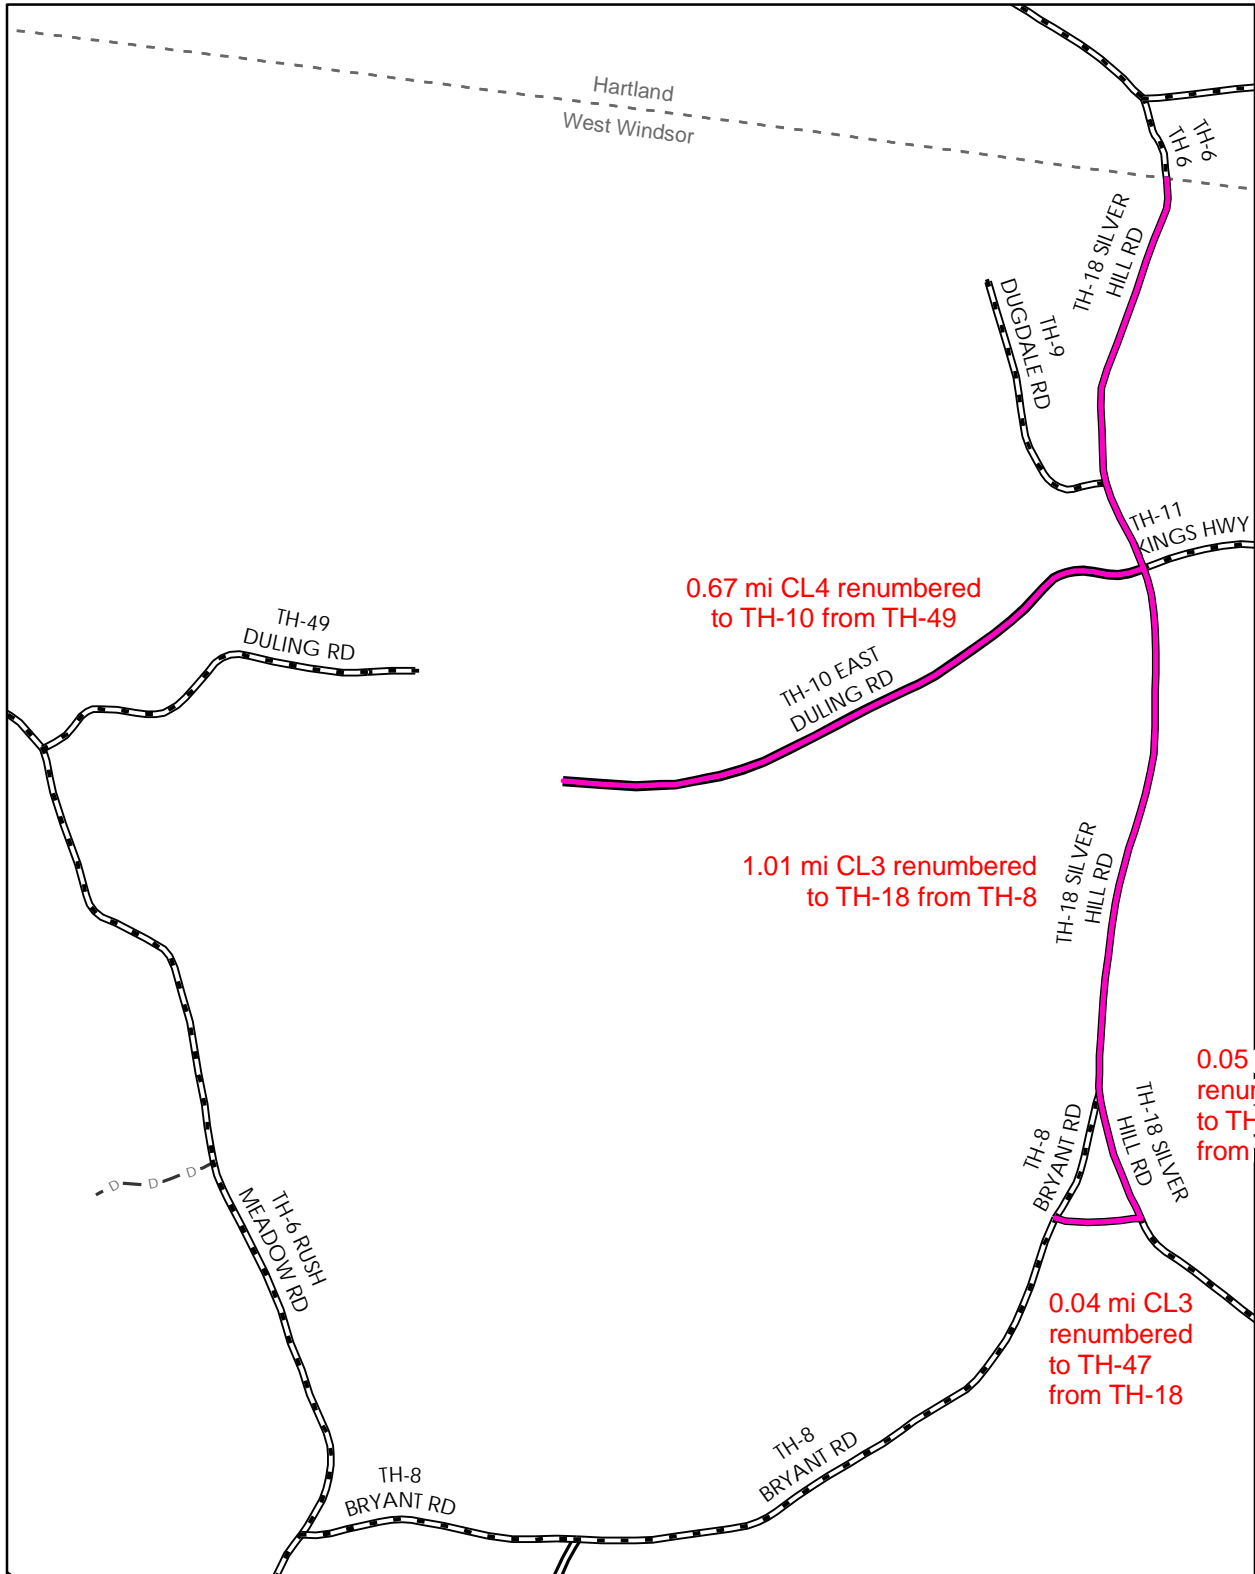 Hartland
West Windsor
TH-6
TH 6
TH-18 SILVER
HILL RD
TH-9
DUGDALE RD
TH-11
KINGS HWY
0.67 mi CL4 renumbered
to TH-10 from TH-49
TH-49
DULING RD
TH-10 EAST
DULING RD
1.01 mi CL3 renumbered
to TH-18 from TH-8
TH-18 SILVER
HILL RD
0.05
to TH
from
TH-18 SILVER
HILL RD
TH-8
BRYANT RD
D D D
TH-6 RUSH
MEADOW RD
0.04 mi CL3
renumbered
to TH-47
from TH-18
TH-8
BRYANT RD
TH-8
BRYANT RD